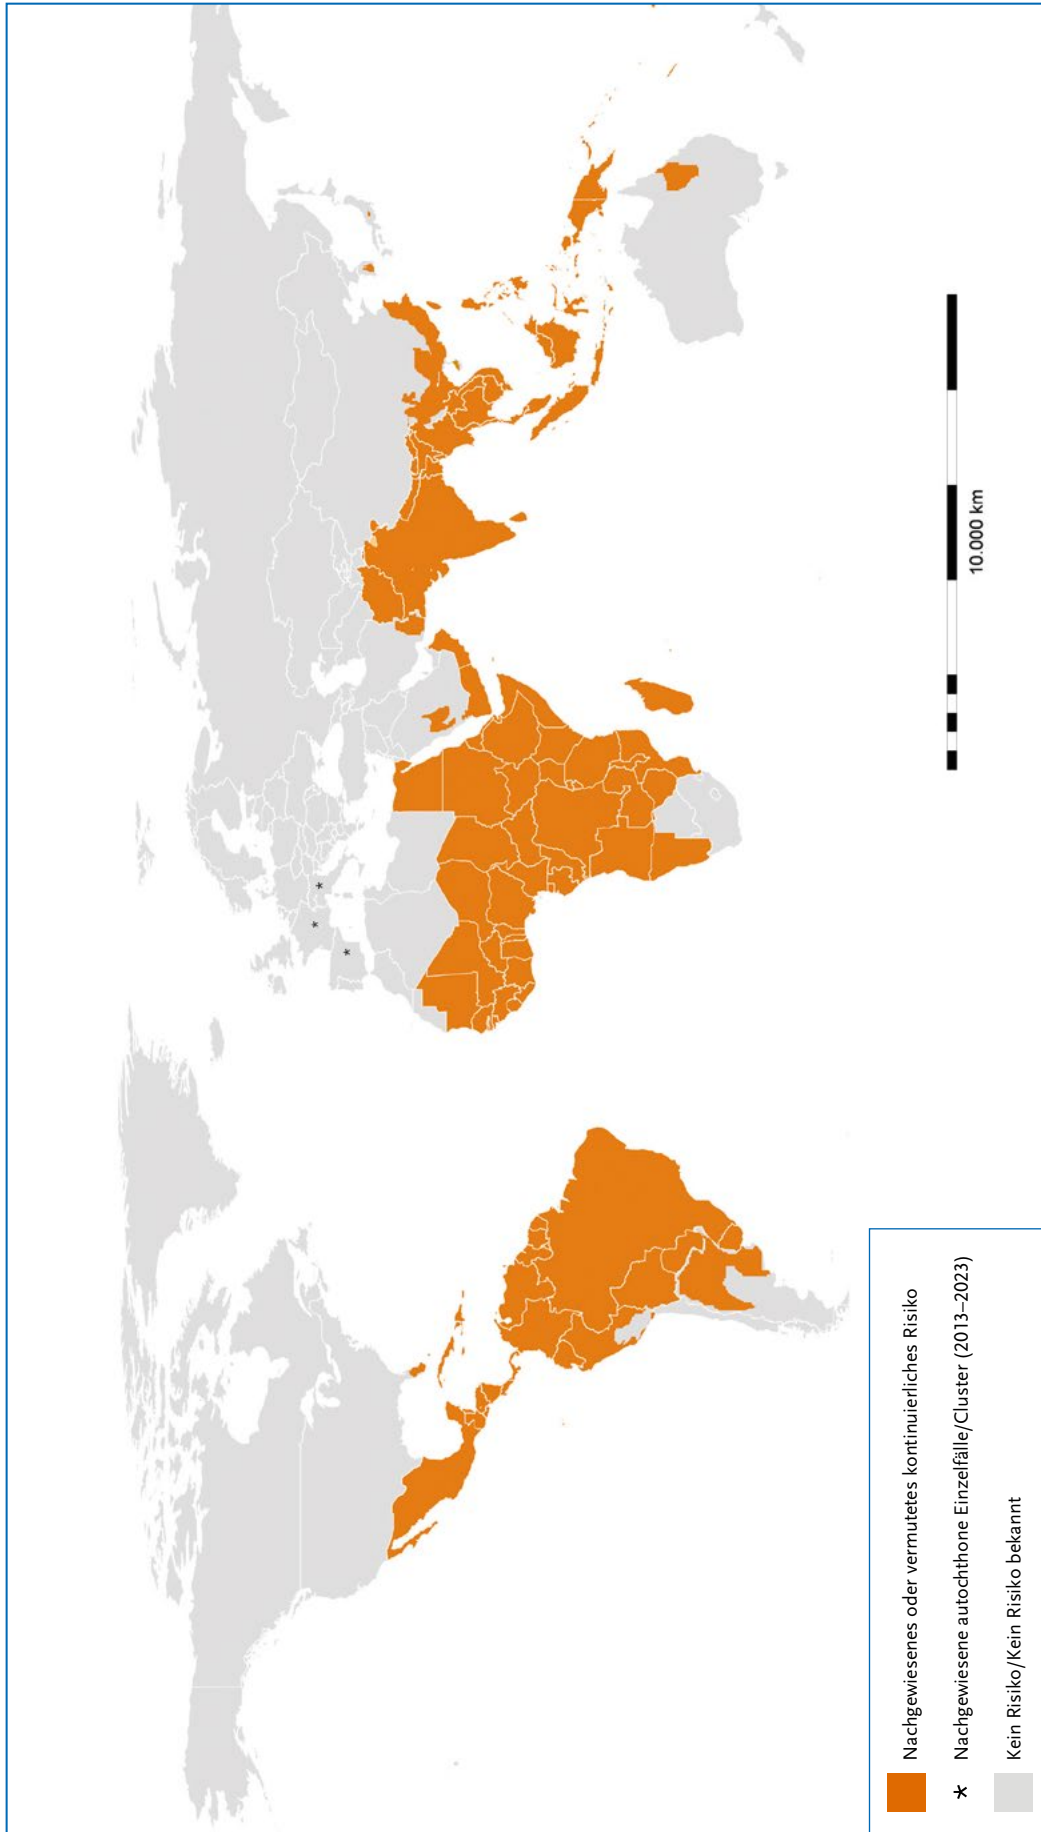 10.000 km
Nachgewiesenes oder vermutetes kontinuierliches Risiko
* Nachgewiesene autochthone Einzelfälle/Cluster (2013–2023)
Kein Risiko/Kein Risiko bekannt